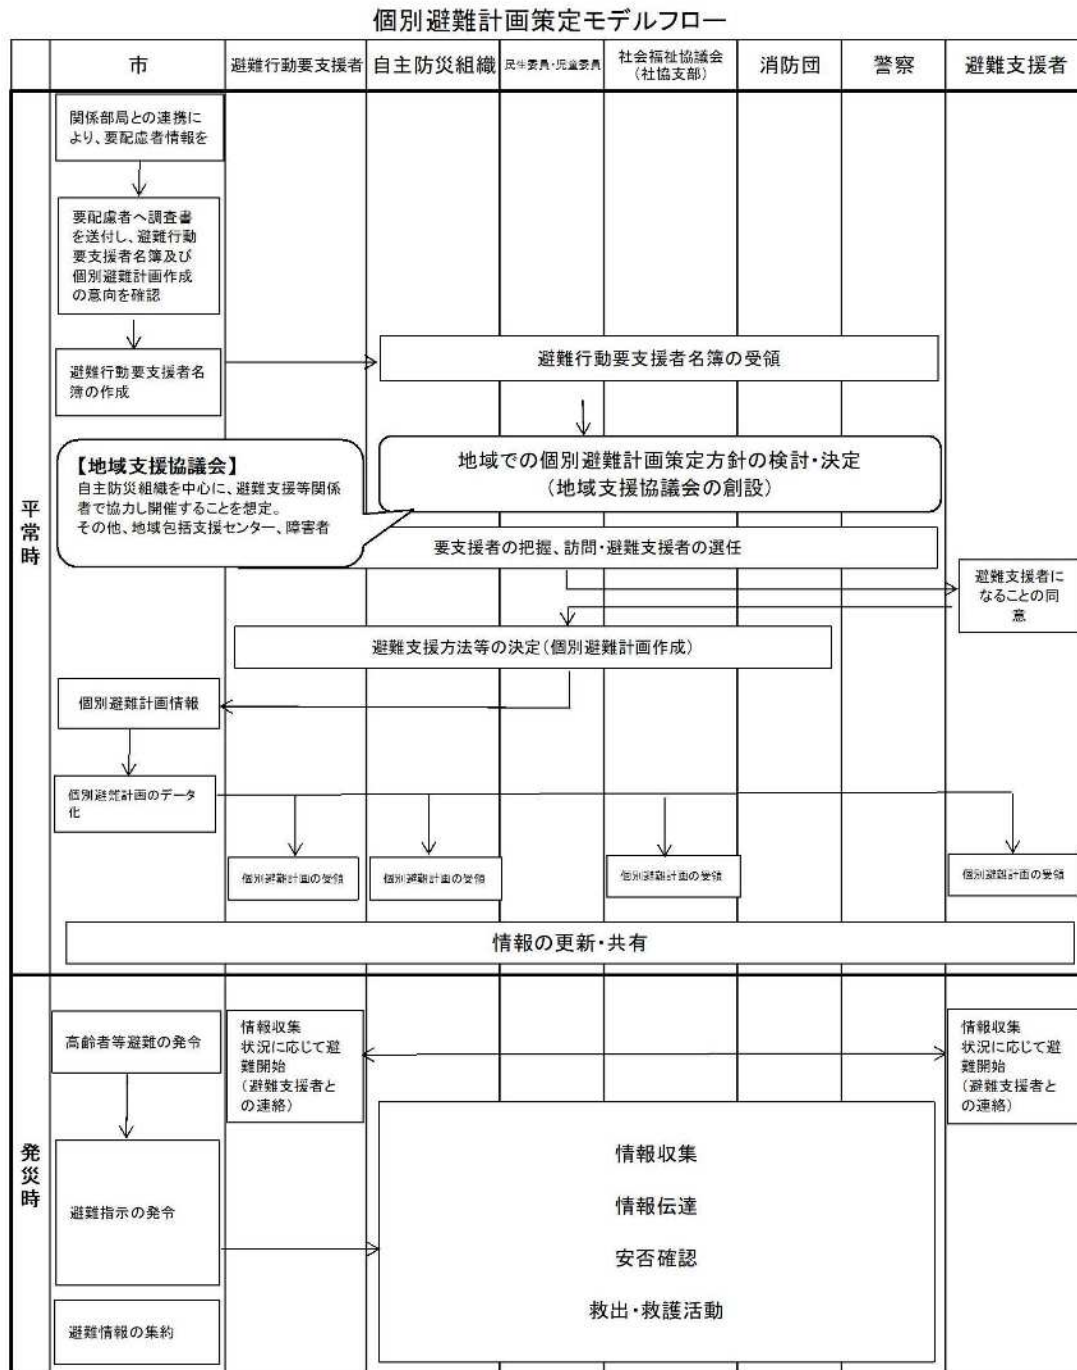 個別避難計画策定モデルフロー
市
避難行動要支援者
自主防災組織
民生委員・児童委員
社会福祉協議会
(社協支部)
消防団
警察
避難支援者
平常時
関係部局との連携に
より、要配慮者情報を
要配慮者へ調査書
を送付し、避難行動
要支援者名簿及び
個別避難計画作成
の意向を確認
避難行動要支援者名
簿の作成
避難行動要支援者名簿の受領
【地域支援協議会】
自主防災組織を中心に、避難支援等関係
者で協力し開催することを想定。
その他、地域包括支援センター、障害者
地域での個別避難計画策定方針の検討・決定
(地域支援協議会の創設)
要支援者の把握、訪問・避難支援者の選任
避難支援者に
なることの同
意
避難支援方法等の決定(個別避難計画作成)
個別避難計画情報
個別避難計画のデータ
化
個別避難計画の受領
個別避難計画の受領
個別避難計画の受領
個別避難計画の受領
情報の更新・共有
発災時
高齢者等避難の発令
情報収集
状況に応じて避
難開始
(避難支援者と
の連絡)
情報収集
状況に応じて避
難開始
(避難支援者と
の連絡)
避難指示の発令
情報収集
情報伝達
安否確認
救出・救護活動
避難情報の集約